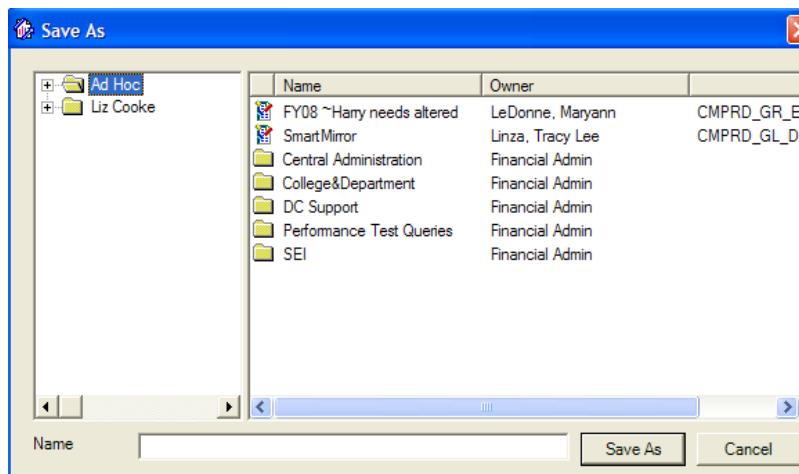 Save As
Ad Hoc
Liz Cooke
Name Owner
FY08 ~Harry needs altered LeDonne, Maryann CMPRD_GR_E
SmartMirror Linza, Tracy Lee CMPRD_GL_D
Central Administration Financial Admin
College&Department Financial Admin
DC Support Financial Admin
Performance Test Queries Financial Admin
SEI Financial Admin
Name Save As Cancel